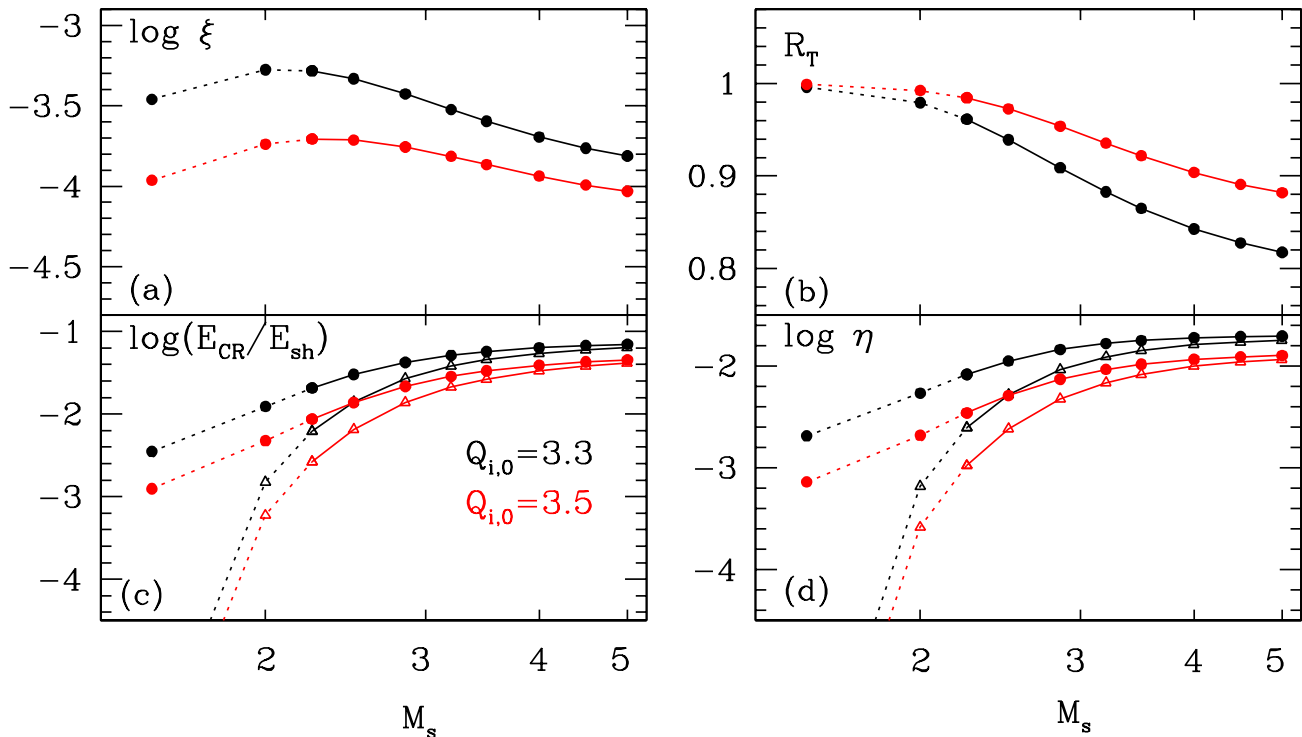 log ξ
−3
−3.5
−4
−4.5
(a)
R_T
1
0.9
0.8
(b)
log(E_CR/E_sh)
−1
−2
−3
−4
Q_i,0=3.3
Q_i,0=3.5
(c)
2
3
4
5
M_s
log η
−2
−3
−4
(d)
2
3
4
5
M_s